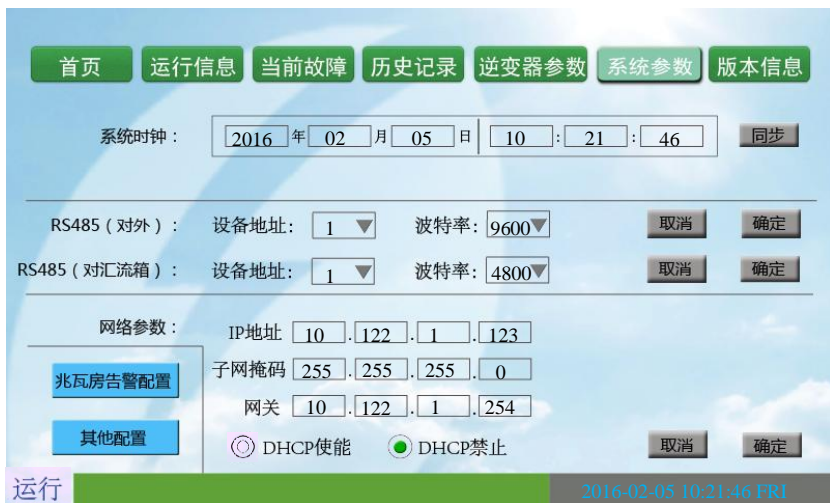 首页 运行信息 当前故障 历史记录 逆变器参数 系统参数 版本信息
系统时钟： 2016 年 02 月 05 日 10 : 21 : 46 同步
RS485（对外）： 设备地址: 1 波特率: 9600 取消 确定
RS485（对汇流箱）： 设备地址: 1 波特率: 4800 取消 确定
网络参数： IP地址 10 . 122 . 1 . 123
子网掩码 255 . 255 . 255 . 0
兆瓦房告警配置
网关 10 . 122 . 1 . 254
其他配置 DHCP使能 DHCP禁止 取消 确定
运行 2016-02-05 10:21:46 FRI